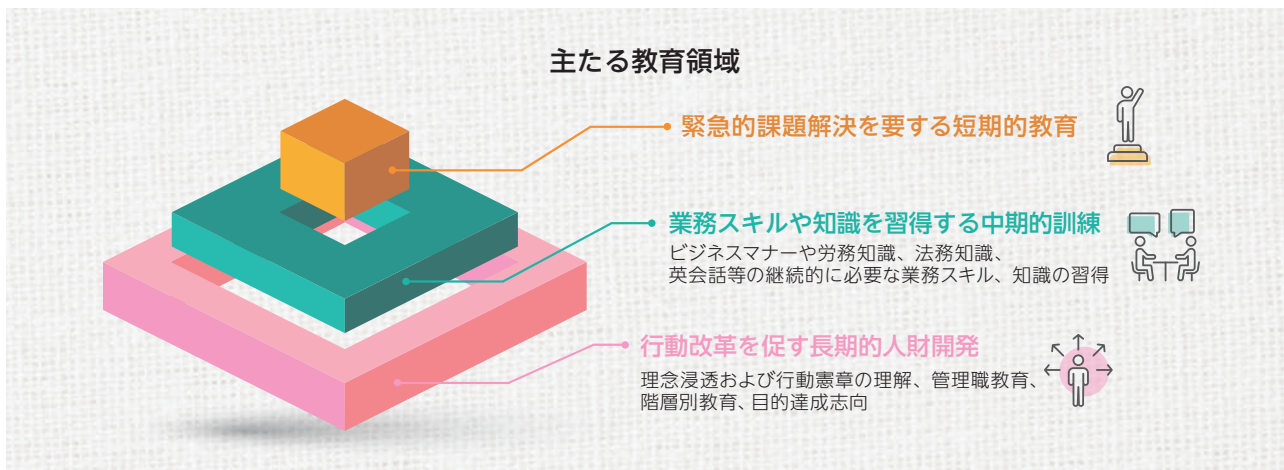 主たる教育領域
緊急的課題解決を要する短期的教育
業務スキルや知識を習得する中期的訓練
ビジネスマナーや労務知識、法務知識、
英会話等の継続的に必要な業務スキル、知識の習得
行動改革を促す長期的人財開発
理念浸透および行動憲章の理解、管理職教育、
階層別教育、目的達成志向